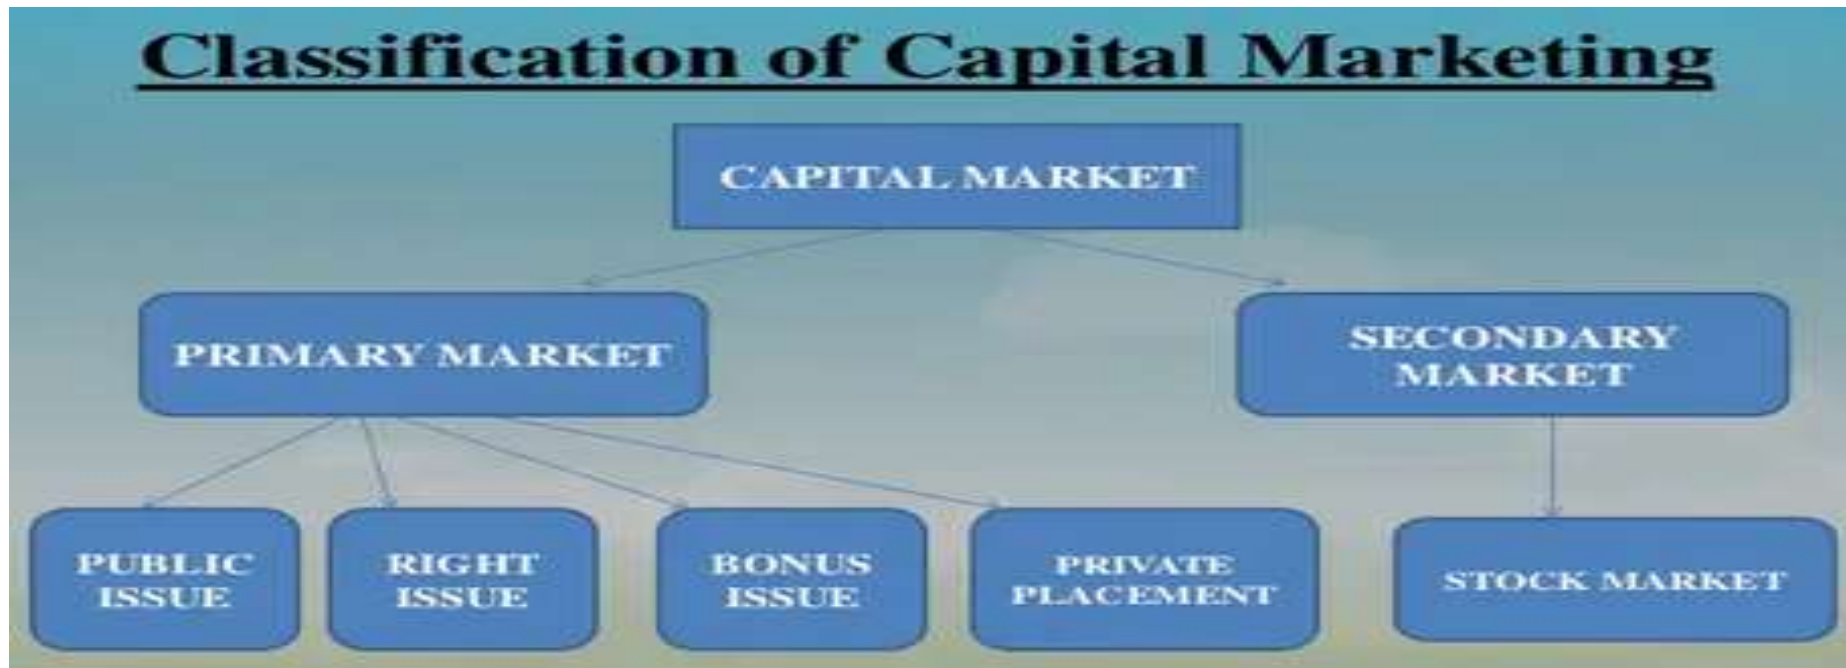 Classification of Capital Marketing
CAPITAL MARKET
PRIMARY MARKET
SECONDARY
MARKET
PUBLIC
ISSUE
RIGHT
ISSUE
BONUS
ISSUE
PRIVATE
PLACEMENT
STOCK MARKET